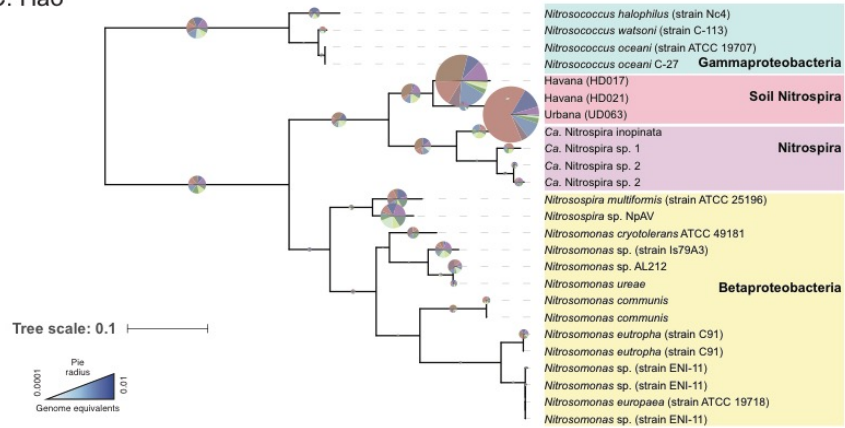 D. Hao
Nitrosococcus halophilus (strain Nc4)
Nitrosococcus watsoni (strain C-113)
Nitrosococcus oceani (strain ATCC 19707)
Nitrosococcus oceani C-27 Gammaproteobacteria
Havana (HD017)
Havana (HD021) Soil Nitrospira
Urbana (UD063)
Ca. Nitrospira inopinata
Ca. Nitrospira sp. 1 Nitrospira
Ca. Nitrospira sp. 2
Ca. Nitrospira sp. 2
Nitrosospira multiformis (strain ATCC 25196)
Nitrosospira sp. NpAV
Nitrosomonas cryotolerans ATCC 49181
Nitrosomonas sp. (strain Is79A3)
Nitrosomonas sp. AL212
Nitrosomonas ureae Betaproteobacteria
Nitrosomonas communis
Nitrosomonas communis
Nitrosomonas eutropha (strain C91)
Nitrosomonas eutropha (strain C91)
Nitrosomonas sp. (strain ENI-11)
Nitrosomonas sp. (strain ENI-11)
Nitrosomonas europaea (strain ATCC 19718)
Nitrosomonas sp. (strain ENI-11)
Tree scale: 0.1
Pie
radius
0.0001 0.01
Genome equivalents